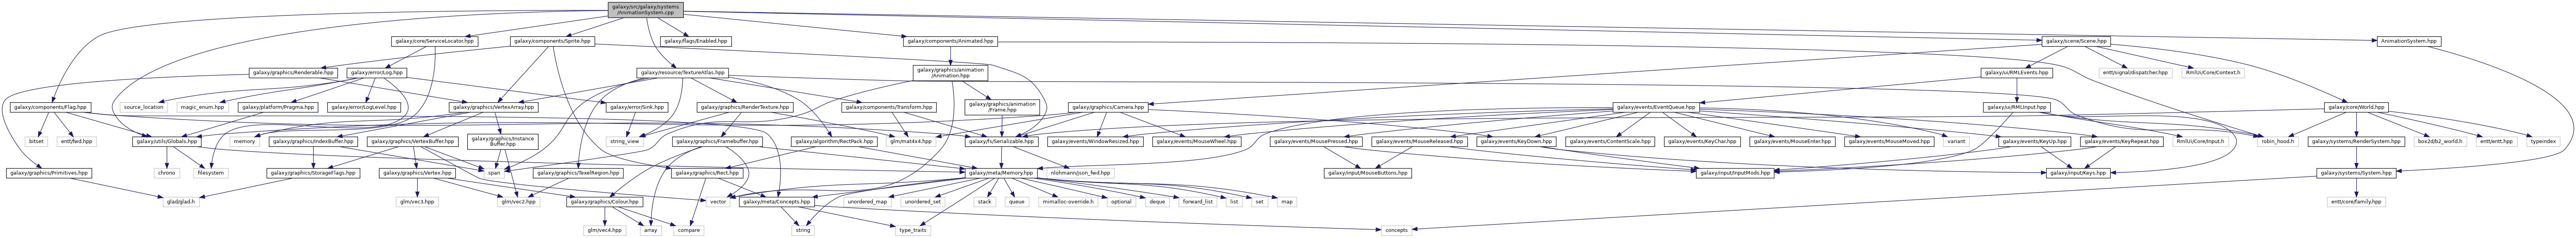 galaxy/src/galaxy/systems
/AnimationSystem.cpp
galaxy/core/ServiceLocator.hpp
galaxy/components/Sprite.hpp
galaxy/flags/Enabled.hpp
galaxy/components/Animated.hpp
galaxy/scene/Scene.hpp
AnimationSystem.hpp
galaxy/graphics/Renderable.hpp
galaxy/error/Log.hpp
galaxy/resource/TextureAtlas.hpp
galaxy/graphics/animation
/Animation.hpp
galaxy/ui/RMLEvents.hpp
entt/signal/dispatcher.hpp
RmlUi/Core/Context.h
galaxy/components/Flag.hpp
source_location
magic_enum.hpp
galaxy/platform/Pragma.hpp
galaxy/error/LogLevel.hpp
galaxy/graphics/VertexArray.hpp
galaxy/error/Sink.hpp
galaxy/graphics/RenderTexture.hpp
galaxy/components/Transform.hpp
galaxy/graphics/animation
/Frame.hpp
galaxy/graphics/Camera.hpp
galaxy/events/EventQueue.hpp
galaxy/ui/RMLInput.hpp
galaxy/core/World.hpp
bitset
entt/fwd.hpp
galaxy/utils/Globals.hpp
memory
galaxy/graphics/IndexBuffer.hpp
galaxy/graphics/VertexBuffer.hpp
galaxy/graphics/Instance
Buffer.hpp
string_view
galaxy/graphics/Framebuffer.hpp
galaxy/algorithm/RectPack.hpp
glm/mat4x4.hpp
galaxy/fs/Serializable.hpp
galaxy/events/WindowResized.hpp
galaxy/events/MouseWheel.hpp
galaxy/events/MousePressed.hpp
galaxy/events/MouseReleased.hpp
galaxy/events/KeyDown.hpp
galaxy/events/ContentScale.hpp
galaxy/events/KeyChar.hpp
galaxy/events/MouseEnter.hpp
galaxy/events/MouseMoved.hpp
variant
galaxy/events/KeyUp.hpp
galaxy/events/KeyRepeat.hpp
RmlUi/Core/Input.h
robin_hood.h
galaxy/systems/RenderSystem.hpp
box2d/b2_world.h
entt/entt.hpp
typeindex
galaxy/graphics/Primitives.hpp
chrono
filesystem
galaxy/graphics/StorageFlags.hpp
galaxy/graphics/Vertex.hpp
span
galaxy/graphics/TexelRegion.hpp
galaxy/graphics/Rect.hpp
galaxy/meta/Memory.hpp
nlohmann/json_fwd.hpp
galaxy/input/MouseButtons.hpp
galaxy/input/InputMods.hpp
galaxy/input/Keys.hpp
galaxy/systems/System.hpp
glad/glad.h
glm/vec3.hpp
glm/vec2.hpp
galaxy/graphics/Colour.hpp
vector
galaxy/meta/Concepts.hpp
unordered_map
unordered_set
stack
queue
mimalloc-override.h
optional
deque
forward_list
list
set
map
entt/core/family.hpp
glm/vec4.hpp
array
compare
string
type_traits
concepts